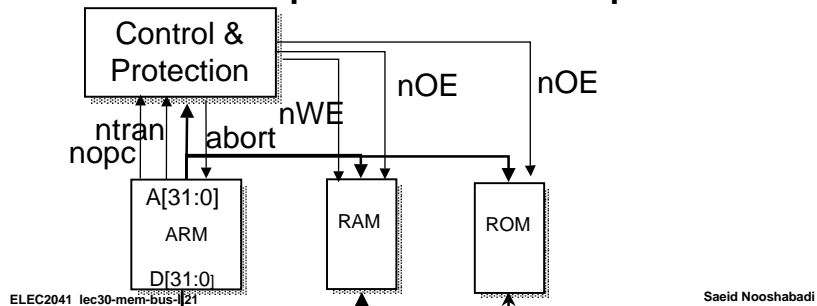 Control &
Protection
nOE
nOE
nWE
ntran
abort
nopc
A[31:0]
ARM
RAM
ROM
D[31:0]
ELEC2041 lec30-mem-bus-I.21
Saeid Nooshabadi